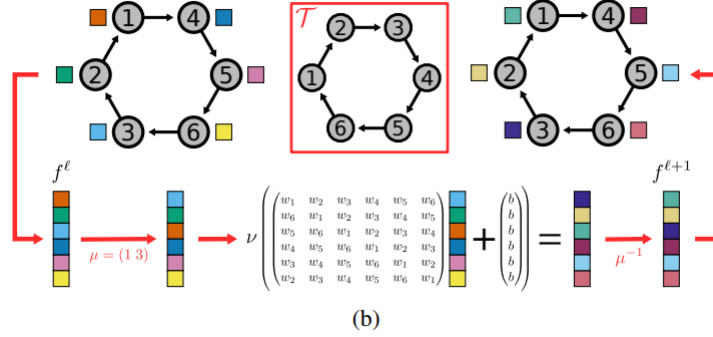 1 4 2 5 3 6
𝒯
2 3 1 4 6 5
1 4 2 5 3 6
f^ℓ
μ = (1 3)
ν ( (
w₁ w₂ w₃ w₄ w₅ w₆
w₆ w₁ w₂ w₃ w₄ w₅
w₅ w₆ w₁ w₂ w₃ w₄
w₄ w₅ w₆ w₁ w₂ w₃
w₃ w₄ w₅ w₆ w₁ w₂
w₂ w₃ w₄ w₅ w₆ w₁
) + (
b
b
b
b
b
b
) ) =
μ⁻¹
f^ℓ+1
(b)